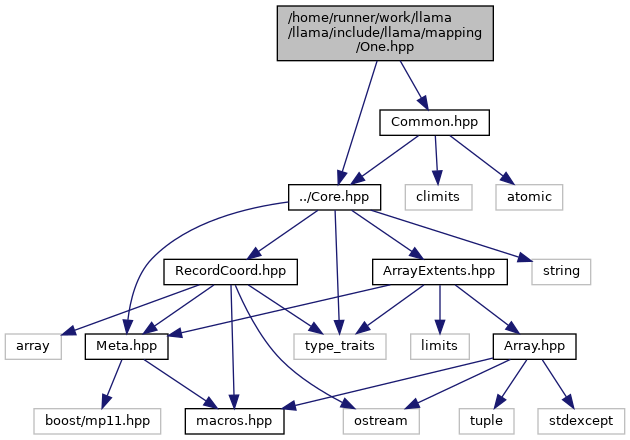 /home/runner/work/llama
/llama/include/llama/mapping
/One.hpp
Common.hpp
../Core.hpp
climits
atomic
RecordCoord.hpp
ArrayExtents.hpp
string
array
Meta.hpp
type_traits
limits
Array.hpp
boost/mp11.hpp
macros.hpp
ostream
tuple
stdexcept